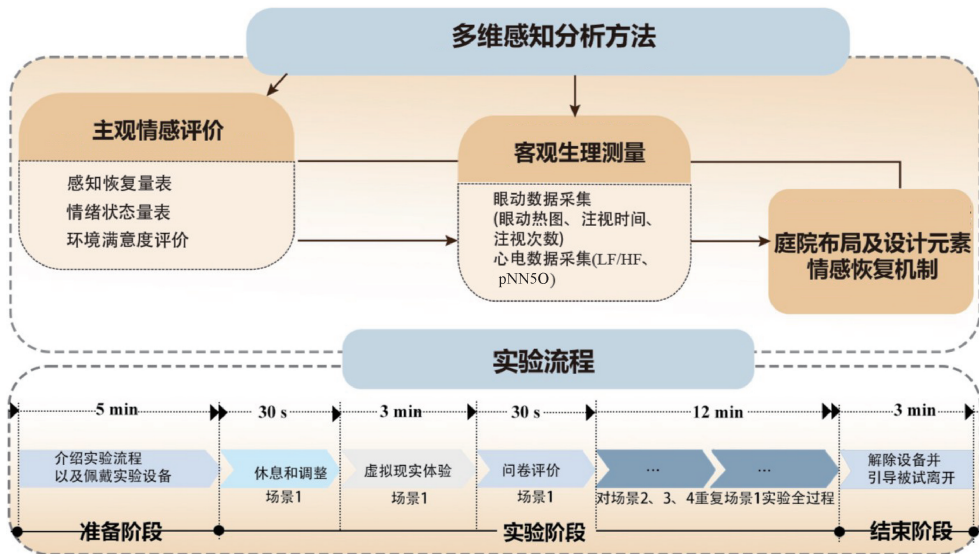 多维感知分析方法
主观情感评价
感知恢复量表
情绪状态量表
环境满意度评价
客观生理测量
眼动数据采集
(眼动热图、注视时间、
注视次数)
心电数据采集(LF/HF、
pNN5O)
庭院布局及设计元素
情感恢复机制
实验流程
5 min
30 s
3 min
30 s
12 min
3 min
介绍实验流程
以及佩戴实验设备
休息和调整
场景1
虚拟现实体验
场景1
问卷评价
场景1
...
...
对场景2、3、4重复场景1实验全过程
解除设备并
引导被试离开
准备阶段
实验阶段
结束阶段